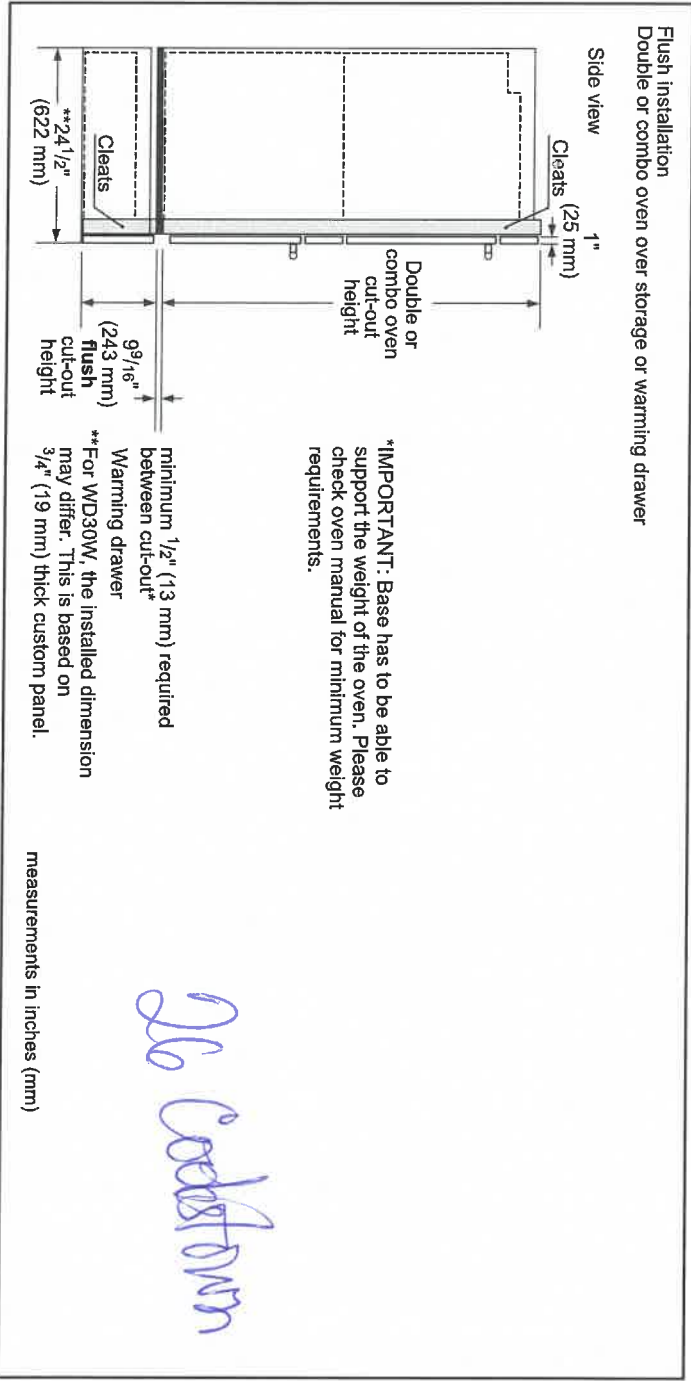 Flush installation
Double or combo oven over storage or warming drawer
Side view
Cleats
1"
(25 mm)
Double or
combo oven
cut-out
height
*IMPORTANT: Base has to be able to
support the weight of the oven. Please
check oven manual for minimum weight
requirements.
minimum 1/2" (13 mm) required
between cut-out*
Cleats
**24 1/2"
(622 mm)
9 9/16"
(243 mm)
flush
cut-out
height
Warming drawer
**For WD30W, the installed dimension
may differ. This is based on
3/4" (19 mm) thick custom panel.
measurements in inches (mm)
26